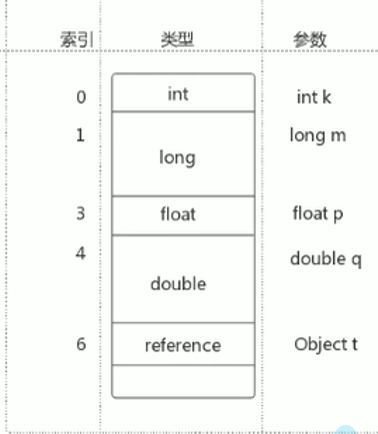 索引 类型 参数
0 int int k
1 long long m
3 float float p
4 double double q
6 reference Object t